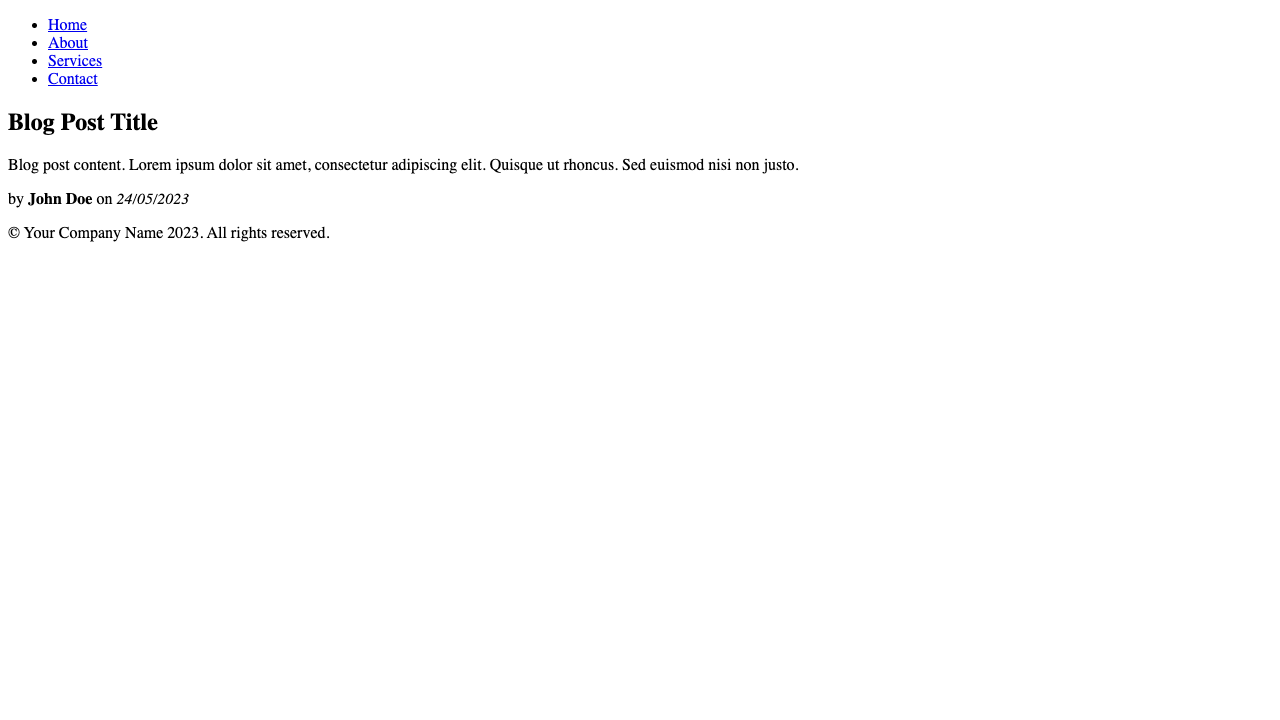 Home
About
Services
Contact
Blog Post Title
Blog post content. Lorem ipsum dolor sit amet, consectetur adipiscing elit. Quisque ut rhoncus. Sed euismod nisi non justo.
by John Doe on 24/05/2023
© Your Company Name 2023. All rights reserved.